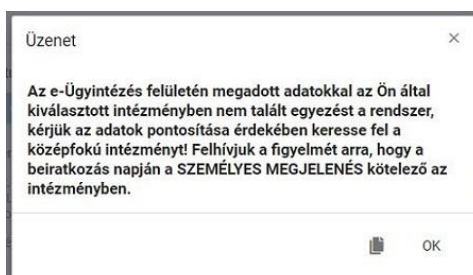 Üzenet
Az e-Ügyintézés felületén megadott adatokkal az Ön által
kiválasztott intézményben nem talált egyezést a rendszer,
kérjük az adatok pontosítása érdekében keresse fel a
középfokú intézményt! Felhívjuk a figyelmét arra, hogy a
beiratkozás napján a SZEMÉLYES MEGJELENÉS kötelező az
intézményben.
OK